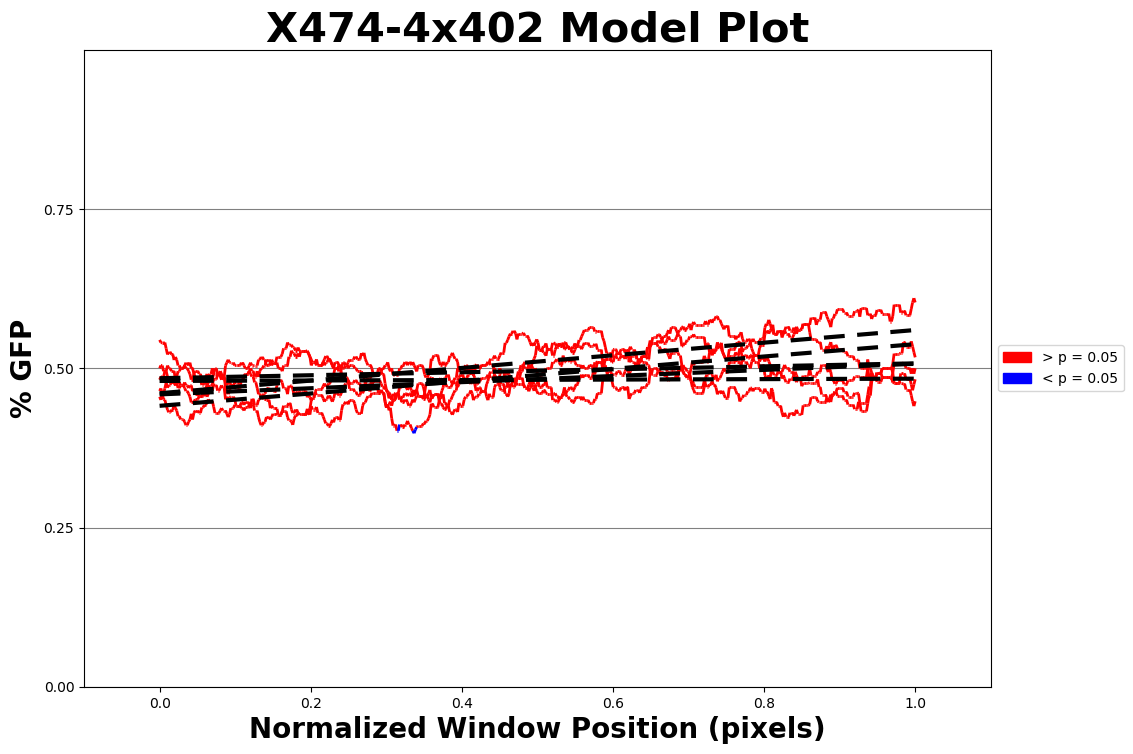 X474-4x402 Model Plot
% GFP
0.75
0.50
0.25
0.00
0.0 0.2 0.4 0.6 0.8 1.0
Normalized Window Position (pixels)
> p = 0.05
< p = 0.05